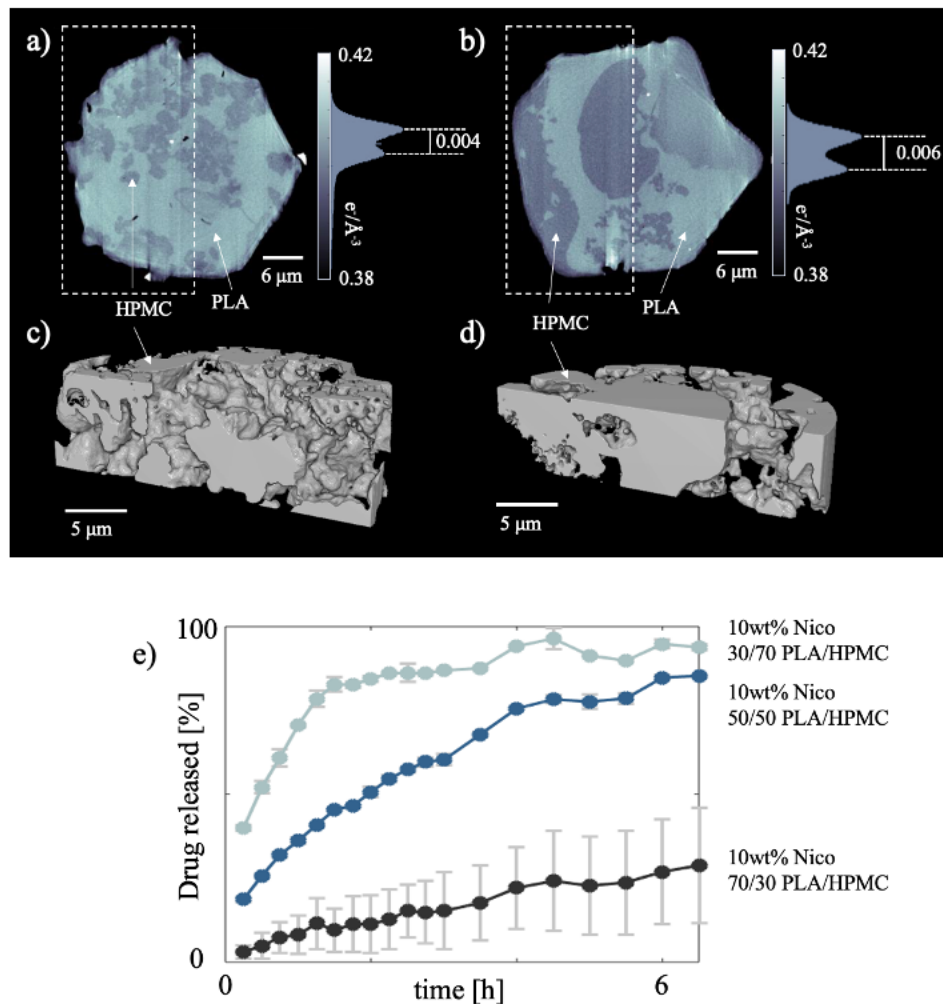 a)
0.42
0.004
e⁻/Å⁻³
0.38
6 μm
HPMC
PLA
b)
0.42
0.006
e⁻/Å⁻³
0.38
6 μm
HPMC
PLA
c)
5 μm
d)
5 μm
e)
100
Drug released [%]
0
0
6
time [h]
10wt% Nico
30/70 PLA/HPMC
10wt% Nico
50/50 PLA/HPMC
10wt% Nico
70/30 PLA/HPMC